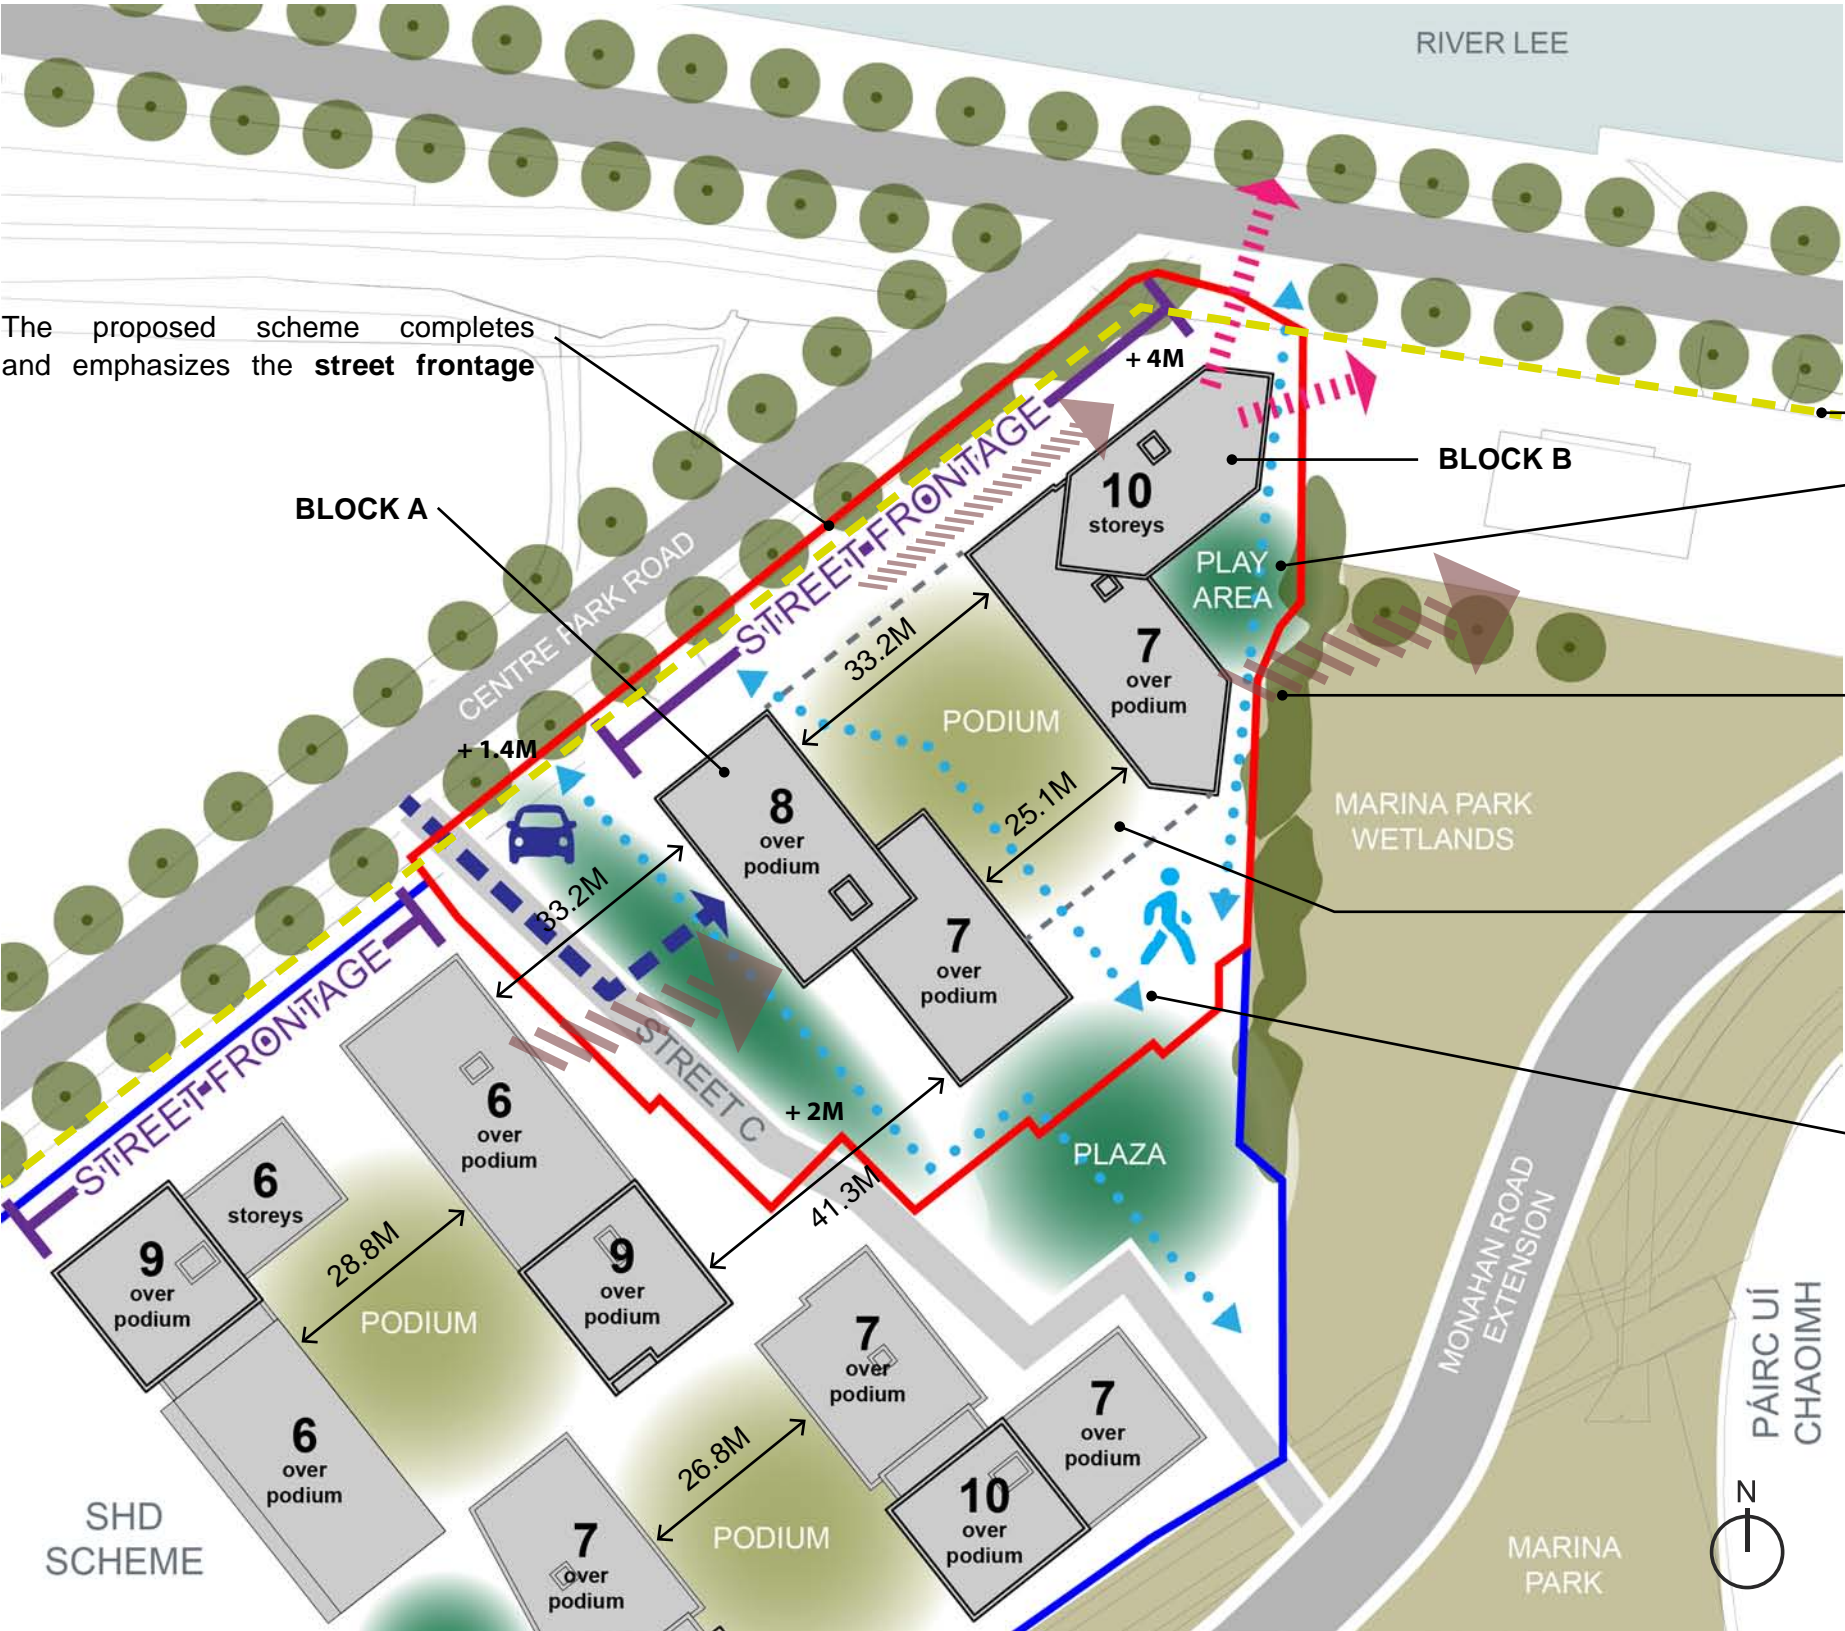 RIVER LEE
The proposed scheme completes
and emphasizes the street frontage
+ 4M
BLOCK B
BLOCK A
10
storeys
STREET FRONTAGE
CENTRE PARK ROAD
PLAY
AREA
33.2M
7
over
podium
PODIUM
+ 1.4M
8
over
podium
25.1M
MARINA PARK
WETLANDS
33.2M
7
over
podium
STREET FRONTAGE
STREET C
6
over
podium
+ 2M
PLAZA
41.3M
6
storeys
9
over
podium
28.8M
9
over
podium
PODIUM
MONAHAN ROAD
EXTENSION
PÁIRC UÍ
CHAOIMH
7
over
podium
7
over
podium
6
over
podium
26.8M
10
over
podium
N
SHD
SCHEME
7
over
podium
PODIUM
MARINA
PARK